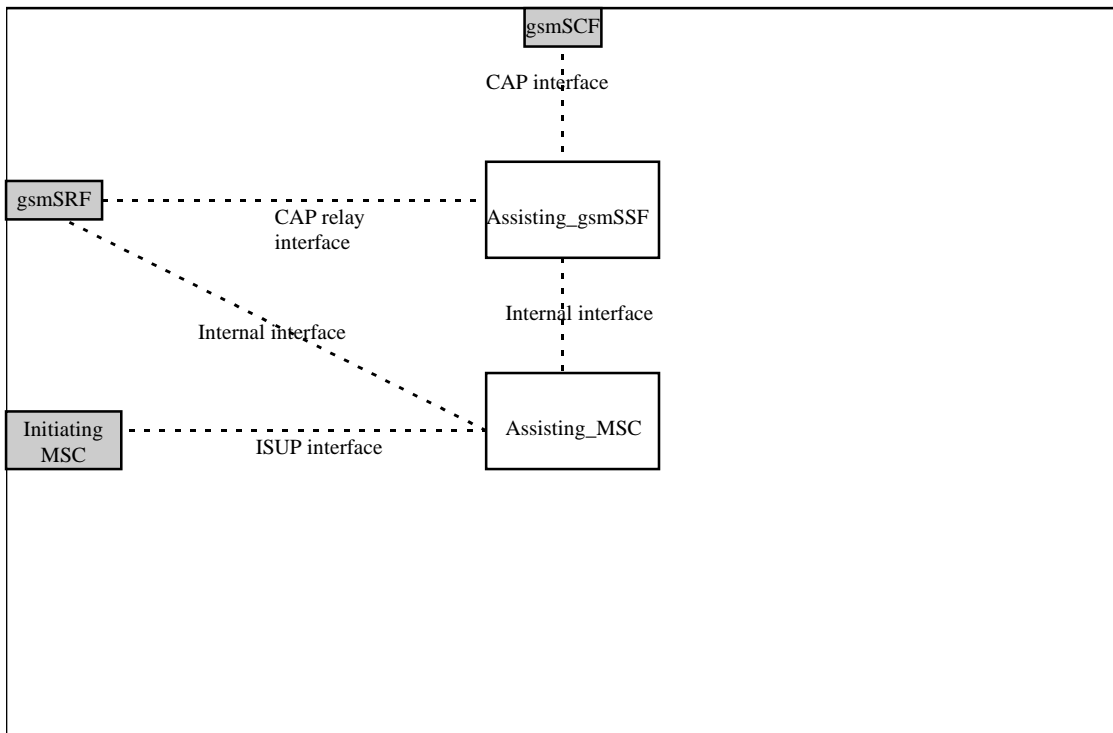 gsmSCF
CAP interface
gsmSRF
Assisting_gsmSSF
CAP relay
interface
Internal interface
Internal interface
Initiating
MSC
Assisting_MSC
ISUP interface